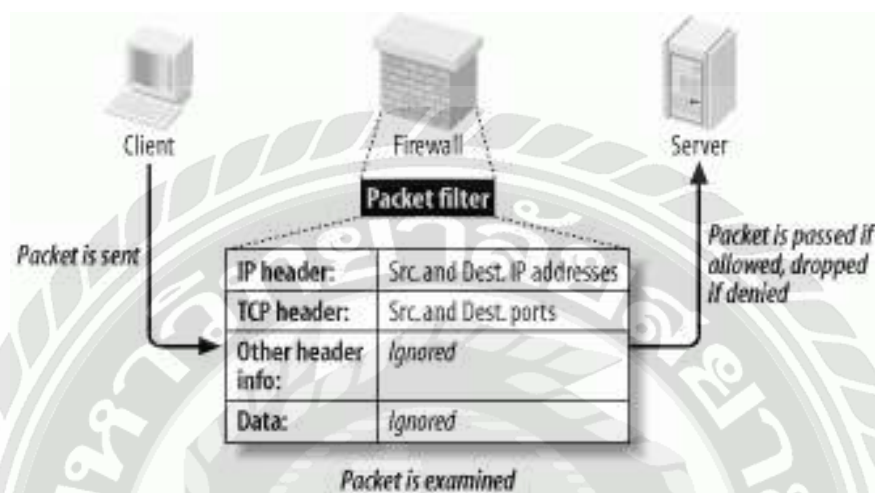 Client
Firewall
Server
Packet filter
Packet is sent
IP header: Src. and Dest. IP addresses
TCP header: Src. and Dest. ports
Other header info: Ignored
Data: Ignored
Packet is passed if
allowed, dropped
if denied
Packet is examined